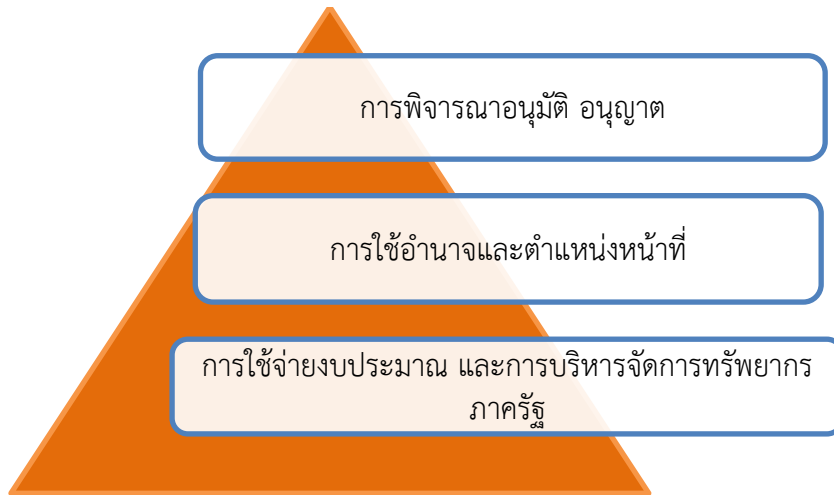 การพิจารณาอนุมัติ อนุญาต
การใช้อำนาจและตำแหน่งหน้าที่
การใช้จ่ายงบประมาณ และการบริหารจัดการทรัพยากร
ภาครัฐ